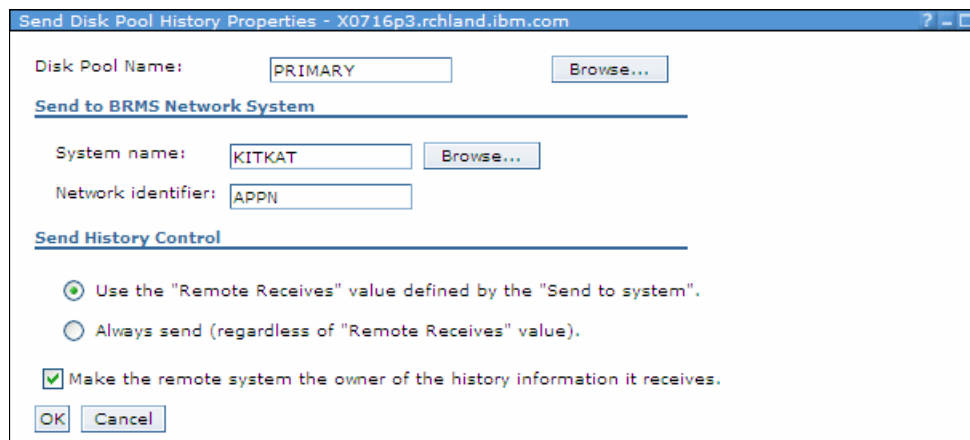 Send Disk Pool History Properties - X0716p3.rchland.ibm.com ? –
Disk Pool Name: PRIMARY Browse...
Send to BRMS Network System
System name: KITKAT Browse...
Network identifier: APPN
Send History Control
Use the "Remote Receives" value defined by the "Send to system".
Always send (regardless of "Remote Receives" value).
Make the remote system the owner of the history information it receives.
OK Cancel